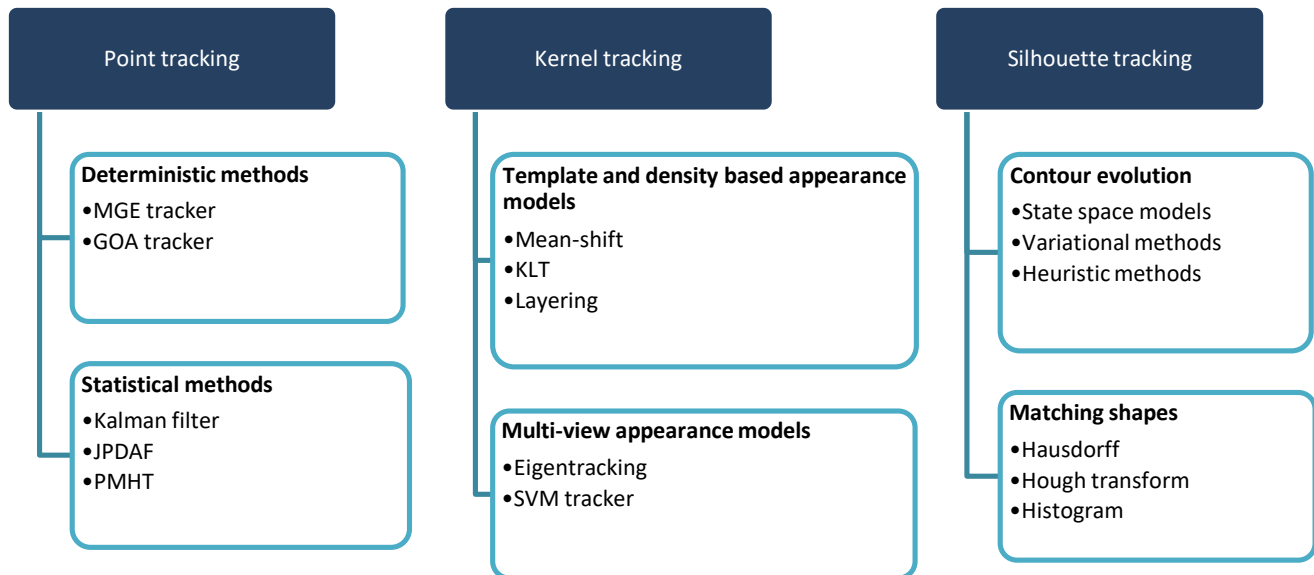 Point tracking
Deterministic methods
•MGE tracker
•GOA tracker
Statistical methods
•Kalman filter
•JPDAF
•PMHT
Kernel tracking
Template and density based appearance
models
•Mean-shift
•KLT
•Layering
Multi-view appearance models
•Eigentracking
•SVM tracker
Silhouette tracking
Contour evolution
•State space models
•Variational methods
•Heuristic methods
Matching shapes
•Hausdorff
•Hough transform
•Histogram